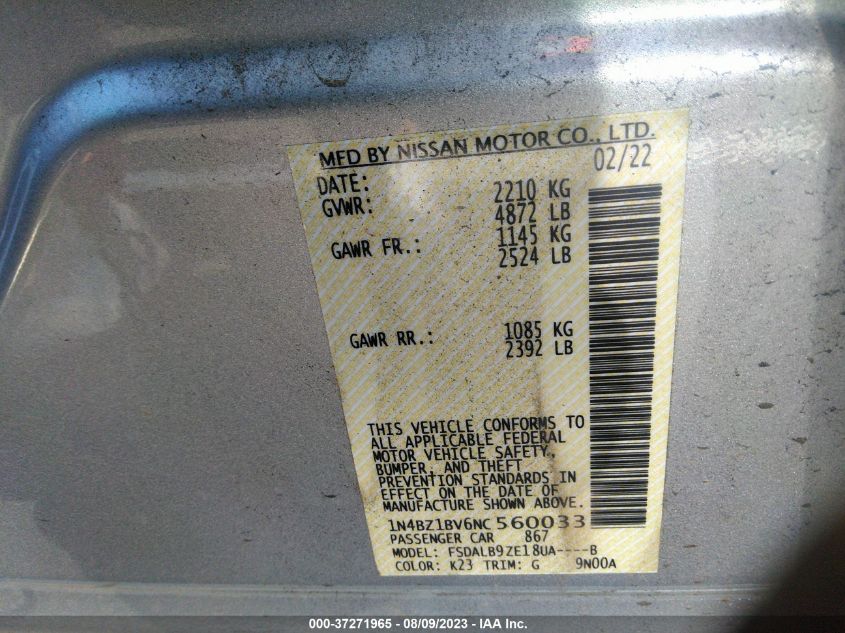 MFD BY NISSAN MOTOR CO., LTD.
DATE: 02/22
GVWR: 2210 KG
4872 LB
GAWR FR.: 1145 KG
2524 LB
GAWR RR.: 1085 KG
2392 LB
THIS VEHICLE CONFORMS TO
ALL APPLICABLE FEDERAL
MOTOR VEHICLE SAFETY,
BUMPER, AND THEFT
PREVENTION STANDARDS IN
EFFECT ON THE DATE OF
MANUFACTURE SHOWN ABOVE.
1N4BZ1BV6NC560033
PASSENGER CAR 867
MODEL: FSDALB9ZE18UA----B
COLOR: K23 TRIM: G 9N00A
000-37271965 - 08/09/2023 - IAA Inc.